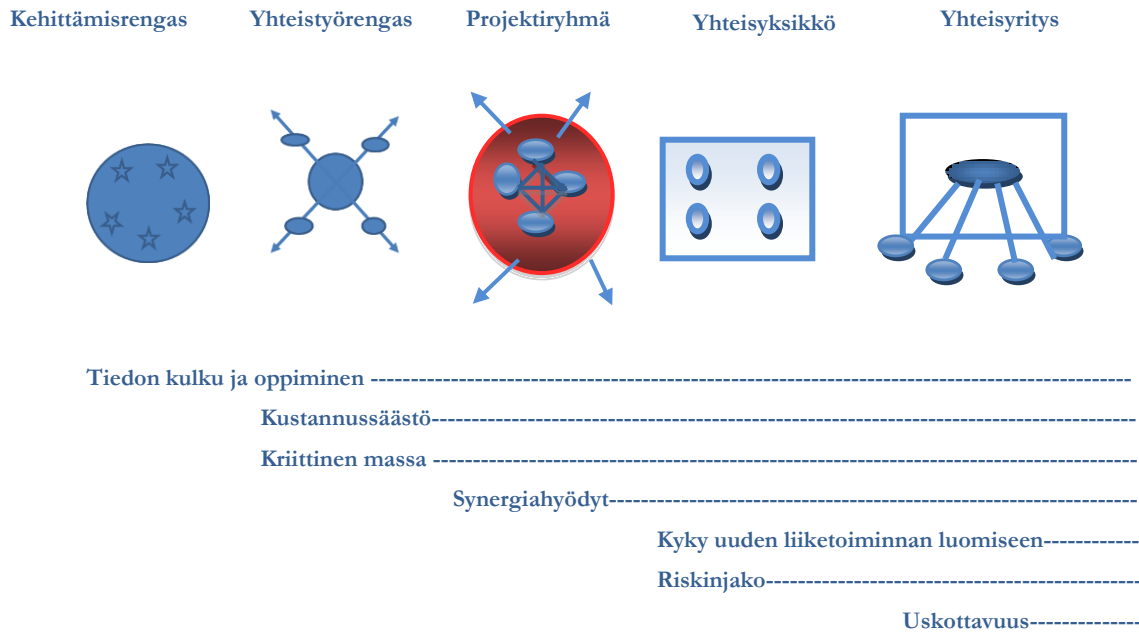 Kehittämisrengas Yhteistyörengas Projektiryhmä Yhteisyksikkö Yhteisyritys
Tiedon kulku ja oppiminen
Kustannussäästö
Kriittinen massa
Synergiahyödyt
Kyky uuden liiketoiminnan luomiseen
Riskinjako
Uskottavuus